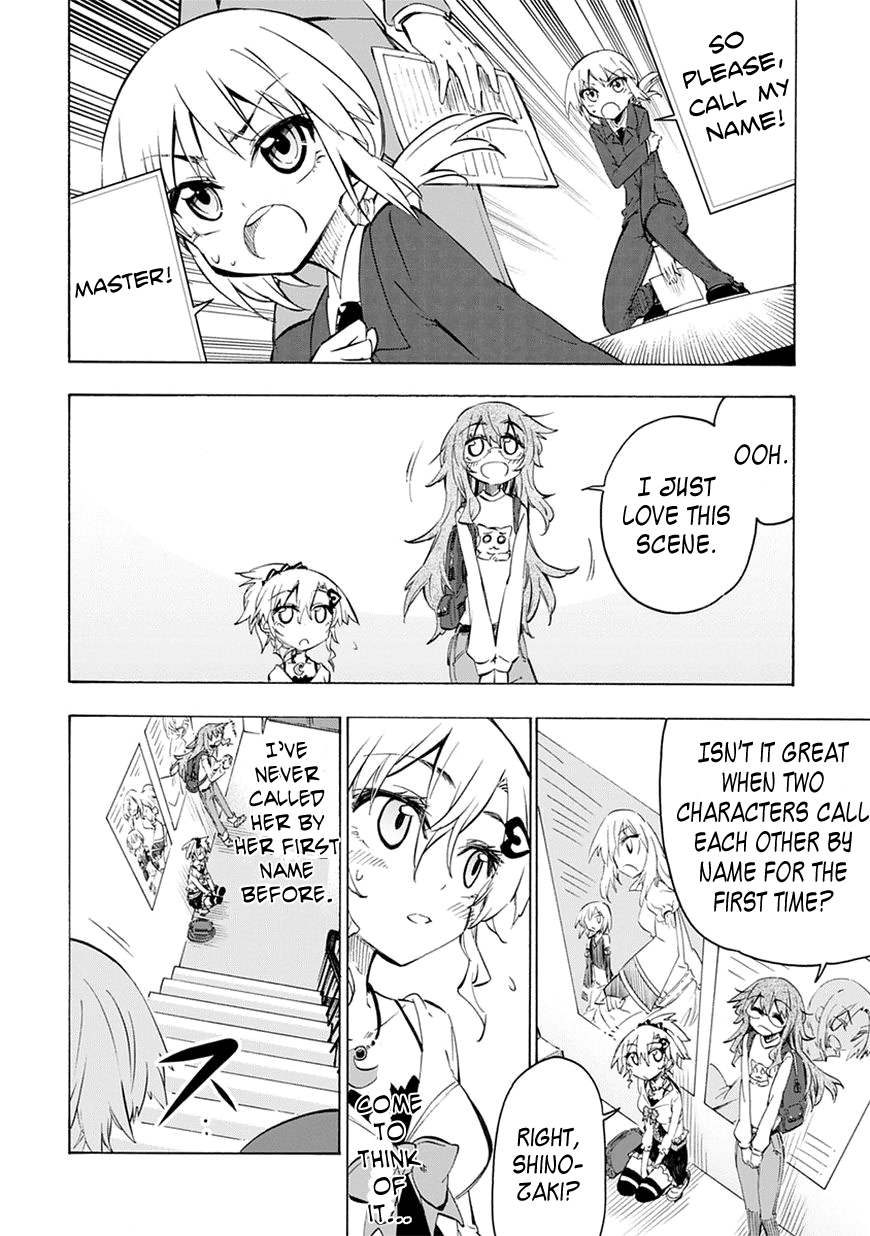 SO
PLEASE,
CALL MY
NAME!
MASTER!
OOH.
I JUST
LOVE THIS
SCENE.
ISN'T IT GREAT
WHEN TWO
CHARACTERS CALL
EACH OTHER BY
NAME FOR THE
FIRST TIME?
RIGHT,
SHINO-
ZAKI?
COME
TO
THINK
OF
IT...
I'VE
NEVER
CALLED
HER BY
HER FIRST
NAME
BEFORE.